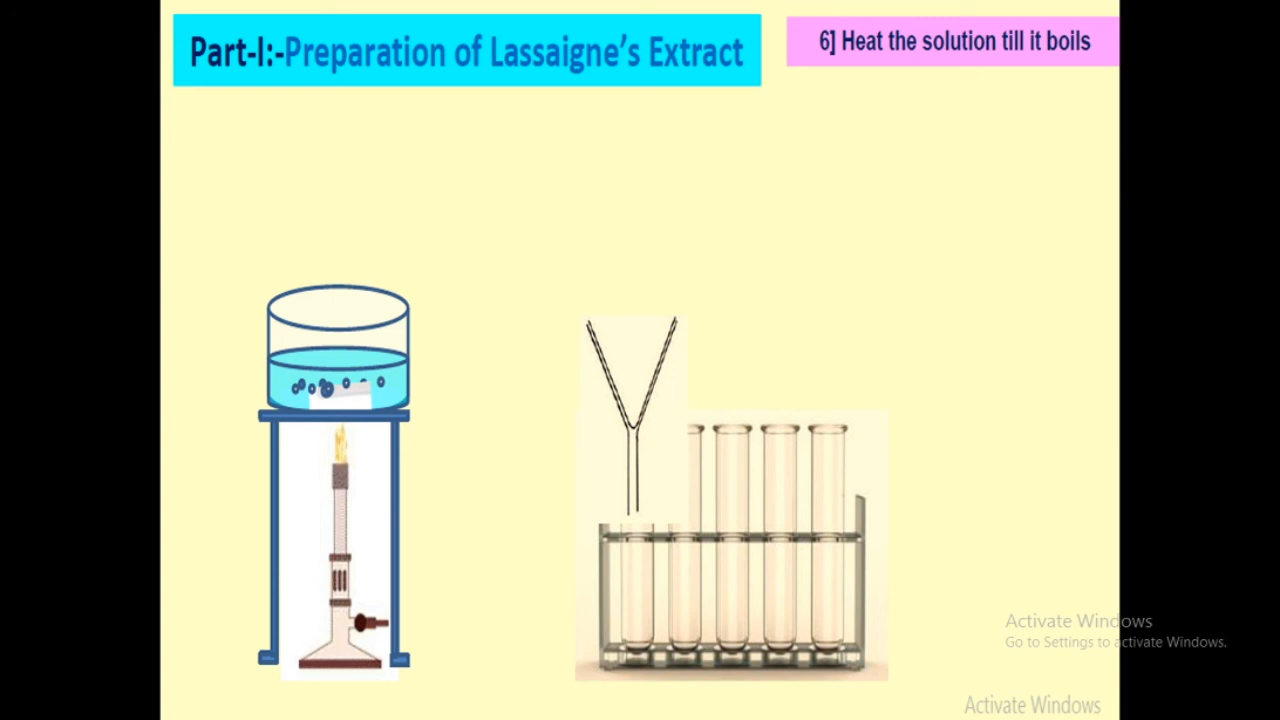 Part-I:-Preparation of Lassaigne's Extract
6] Heat the solution till it boils
Activate Windows
Go to Settings to activate Windows.
Activate Windows